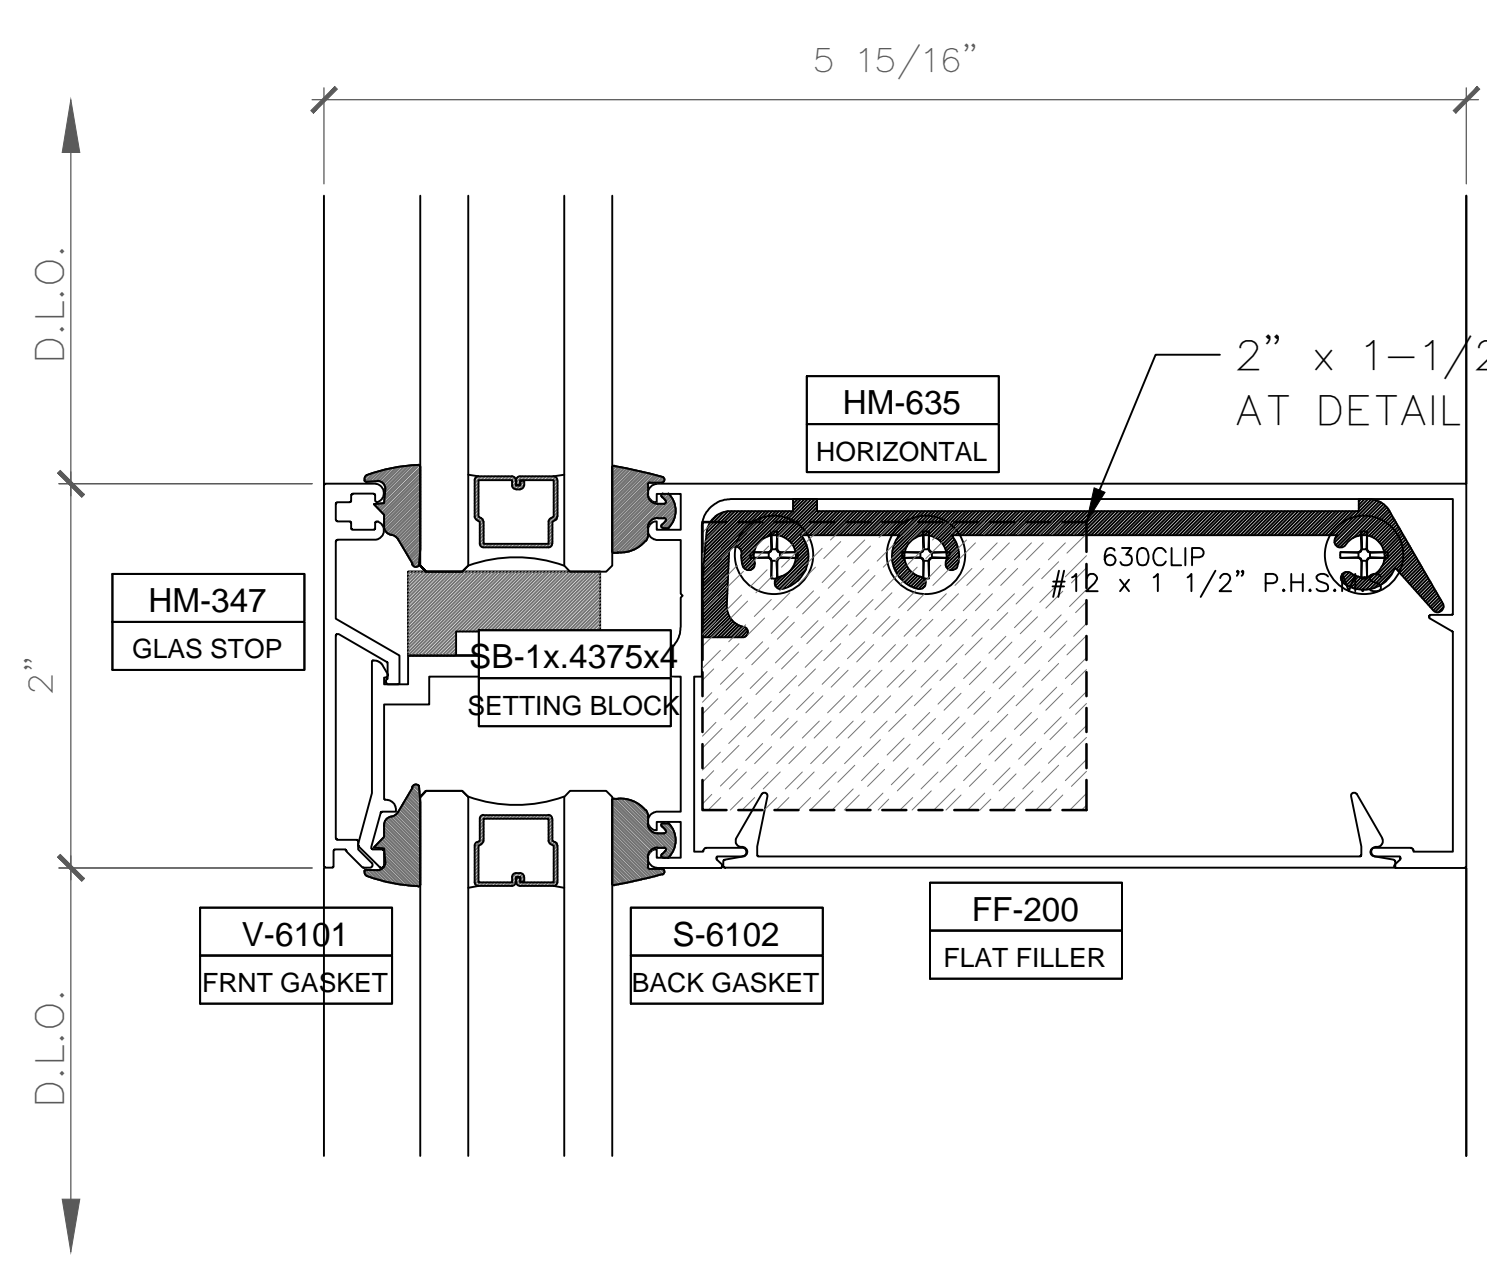 5 15/16”
D.L.O.
2” x 1-1/2
AT DETAIL
HM-635
HORIZONTAL
630CLIP
#12 x 1 1/2” P.H.S.M.S
HM-347
GLAS STOP
2”
SB-1x.4375x4
SETTING BLOCK
V-6101
FRNT GASKET
S-6102
BACK GASKET
FF-200
FLAT FILLER
D.L.O.